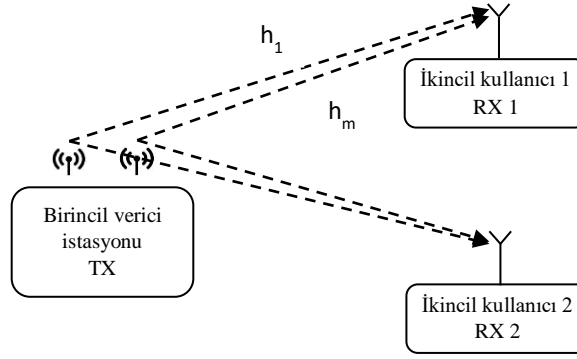 h1
hm
İkincil kullanıcı 1
RX 1
Birincil verici
istasyonu
TX
İkincil kullanıcı 2
RX 2